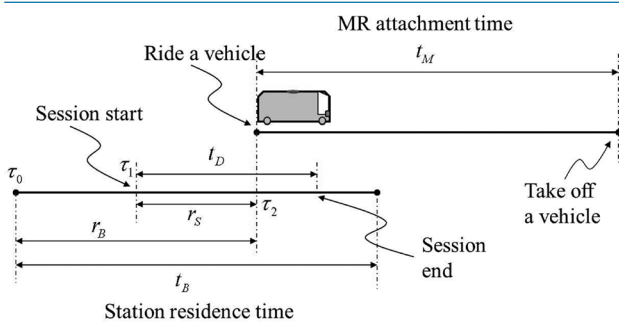 MR attachment time
Ride a vehicle
t_M
Session start
τ_0
τ_1
t_D
Take off
a vehicle
r_S
τ_2
r_B
Session
end
t_B
Station residence time